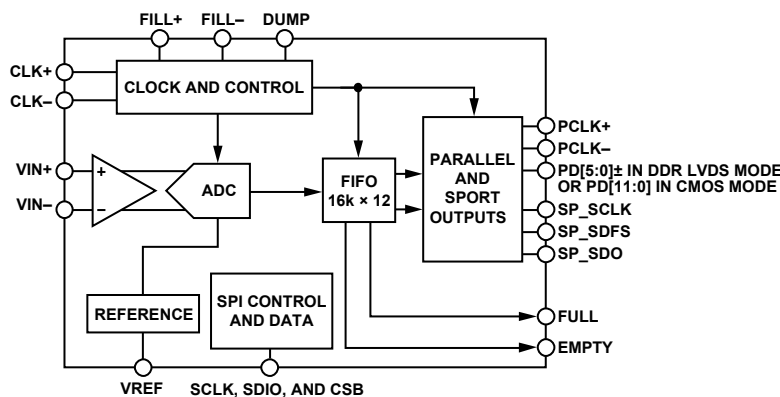 FILL+ FILL– DUMP
CLK+
CLK–
CLOCK AND CONTROL
VIN+
VIN–
+
–
ADC
FIFO
16k × 12
PARALLEL
AND
SPORT
OUTPUTS
PCLK+
PCLK–
PD[5:0]± IN DDR LVDS MODE
OR PD[11:0] IN CMOS MODE
SP_SCLK
SP_SDFS
SP_SDO
REFERENCE
SPI CONTROL
AND DATA
FULL
EMPTY
VREF
SCLK, SDIO, AND CSB